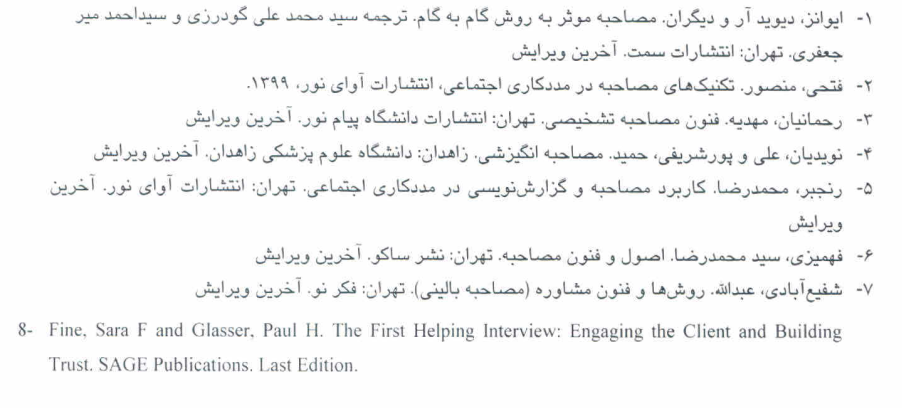 ۱- ایوانز، دیوید آر و دیگران. مصاحبه موثر به روش گام به گام. ترجمه سید محمد علی گودرزی و سیداحمد میر
جعفری. تهران: انتشارات سمت. آخرین ویرایش
۲- فتحی، منصور. تکنیک‌های مصاحبه در مددکاری اجتماعی، انتشارات آوای نور، ۱۳۹۹.
۳- رحمانیان، مهدیه. فنون مصاحبه تشخیصی. تهران: انتشارات دانشگاه پیام نور. آخرین ویرایش
۴- نویدیان، علی و پورشریفی، حمید. مصاحبه انگیزشی. زاهدان: دانشگاه علوم پزشکی زاهدان. آخرین ویرایش
۵- رنجبر، محمدرضا. کاربرد مصاحبه و گزارش‌نویسی در مددکاری اجتماعی. تهران: انتشارات آوای نور. آخرین
ویرایش
۶- فهمیزی، سید محمدرضا. اصول و فنون مصاحبه. تهران: نشر ساکو. آخرین ویرایش
۷- شفیع‌آبادی، عبدالله. روش‌ها و فنون مشاوره (مصاحبه بالینی). تهران: فکر نو. آخرین ویرایش
8- Fine, Sara F and Glasser, Paul H. The First Helping Interview: Engaging the Client and Building
Trust. SAGE Publications. Last Edition.